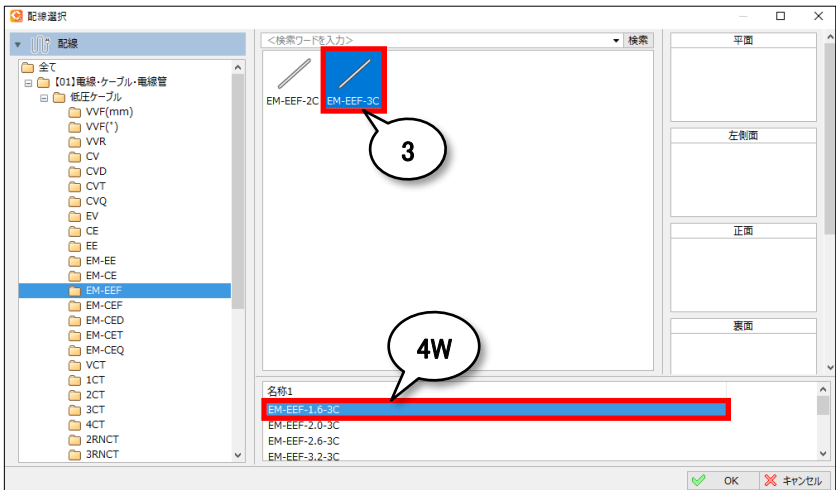 配線選択
配線
全て
【01】電線・ケーブル・電線管
低圧ケーブル
VVF(mm)
VVF(°)
VVR
CV
CVD
CVT
CVQ
EV
CE
EE
EM-EE
EM-CE
EM-EEF
EM-CEF
EM-CED
EM-CET
EM-CEQ
VCT
1CT
2CT
3CT
4CT
2RNCT
3RNCT
<検索ワードを入力>
検索
EM-EEF-2C
EM-EEF-3C
3
4W
名称1
EM-EEF-1.6-3C
EM-EEF-2.0-3C
EM-EEF-2.6-3C
EM-EEF-3.2-3C
平面
左側面
正面
裏面
OK
キャンセル